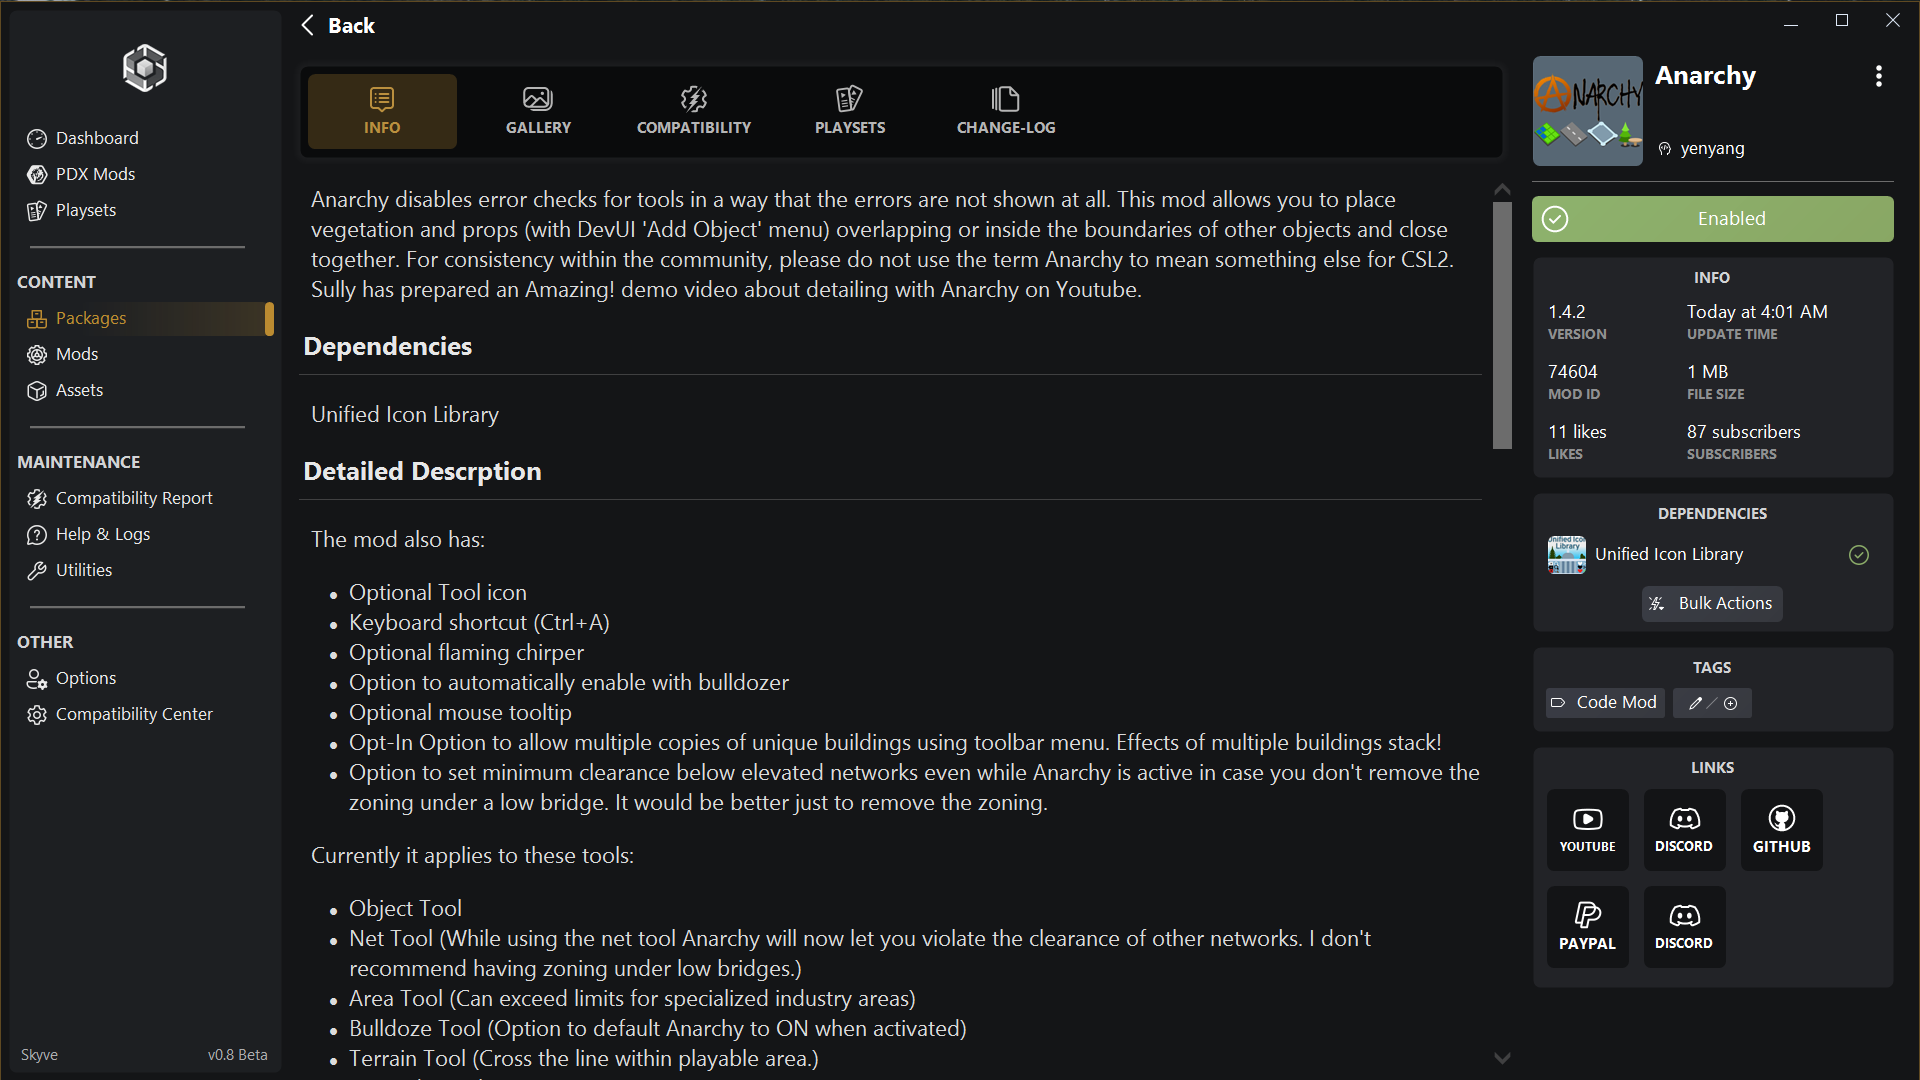 Back
Dashboard
PDX Mods
Playsets
CONTENT
Packages
Mods
Assets
MAINTENANCE
Compatibility Report
Help & Logs
Utilities
OTHER
Options
Compatibility Center
Skyve
v0.8 Beta
INFO
GALLERY
COMPATIBILITY
PLAYSETS
CHANGE-LOG
Anarchy disables error checks for tools in a way that the errors are not shown at all. This mod allows you to place
vegetation and props (with DevUI 'Add Object' menu) overlapping or inside the boundaries of other objects and close
together. For consistency within the community, please do not use the term Anarchy to mean something else for CSL2.
Sully has prepared an Amazing! demo video about detailing with Anarchy on Youtube.
Dependencies
Unified Icon Library
Detailed Descrption
The mod also has:
• Optional Tool icon
• Keyboard shortcut (Ctrl+A)
• Optional flaming chirper
• Option to automatically enable with bulldozer
• Optional mouse tooltip
• Opt-In Option to allow multiple copies of unique buildings using toolbar menu. Effects of multiple buildings stack!
• Option to set minimum clearance below elevated networks even while Anarchy is active in case you don't remove the
zoning under a low bridge. It would be better just to remove the zoning.
Currently it applies to these tools:
• Object Tool
• Net Tool (While using the net tool Anarchy will now let you violate the clearance of other networks. I don't
recommend having zoning under low bridges.)
• Area Tool (Can exceed limits for specialized industry areas)
• Bulldoze Tool (Option to default Anarchy to ON when activated)
• Terrain Tool (Cross the line within playable area.)
ANARCHY
Anarchy
yenyang
Enabled
INFO
1.4.2
VERSION
Today at 4:01 AM
UPDATE TIME
74604
MOD ID
1 MB
FILE SIZE
11 likes
LIKES
87 subscribers
SUBSCRIBERS
DEPENDENCIES
Unified Icon
Library
Unified Icon Library
Bulk Actions
TAGS
Code Mod
LINKS
YOUTUBE
DISCORD
GITHUB
PAYPAL
DISCORD